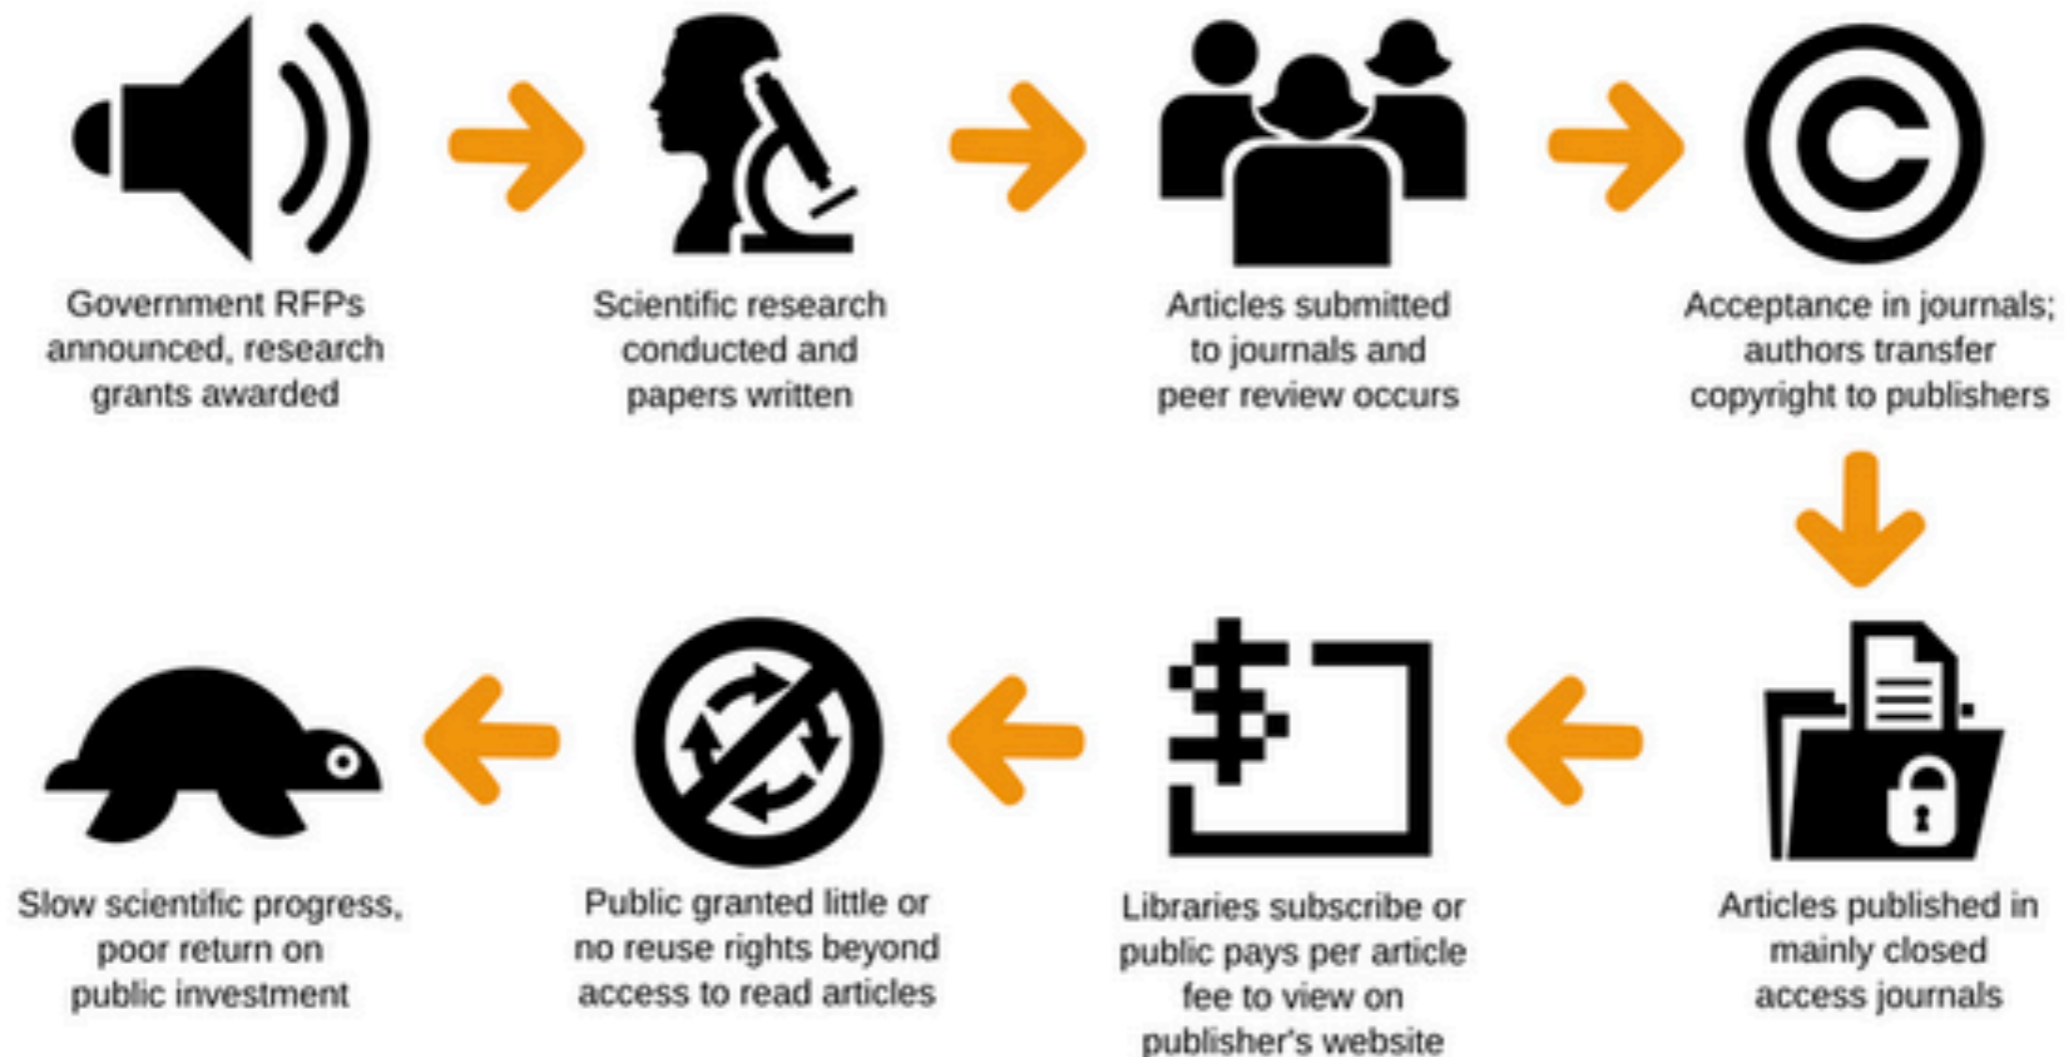 Government RFPs
announced, research
grants awarded
Scientific research
conducted and
papers written
Articles submitted
to journals and
peer review occurs
Acceptance in journals;
authors transfer
copyright to publishers
Articles published in
mainly closed
access journals
Libraries subscribe or
public pays per article
fee to view on
publisher's website
Public granted little or
no reuse rights beyond
access to read articles
Slow scientific progress,
poor return on
public investment